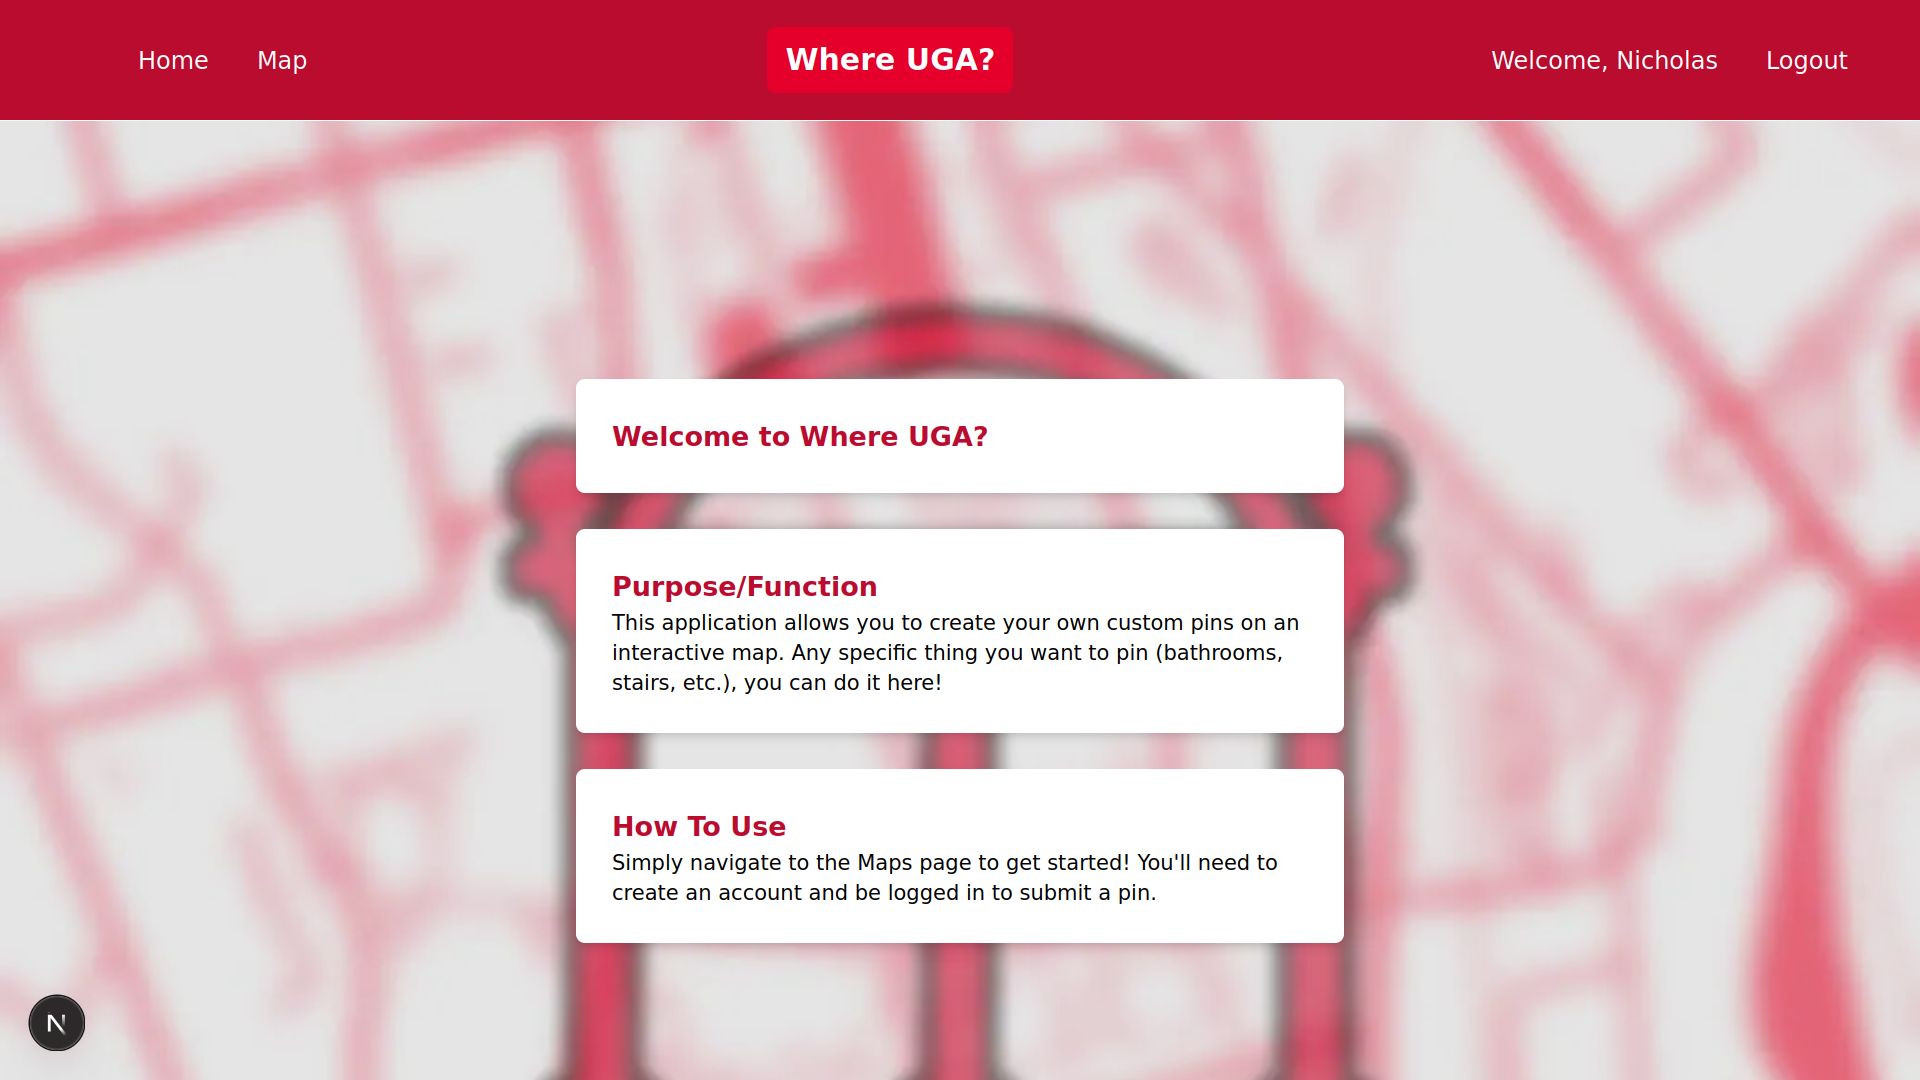 Home Map Where UGA? Welcome, Nicholas Logout
Welcome to Where UGA?
Purpose/Function
This application allows you to create your own custom pins on an
interactive map. Any specific thing you want to pin (bathrooms,
stairs, etc.), you can do it here!
How To Use
Simply navigate to the Maps page to get started! You'll need to
create an account and be logged in to submit a pin.
N